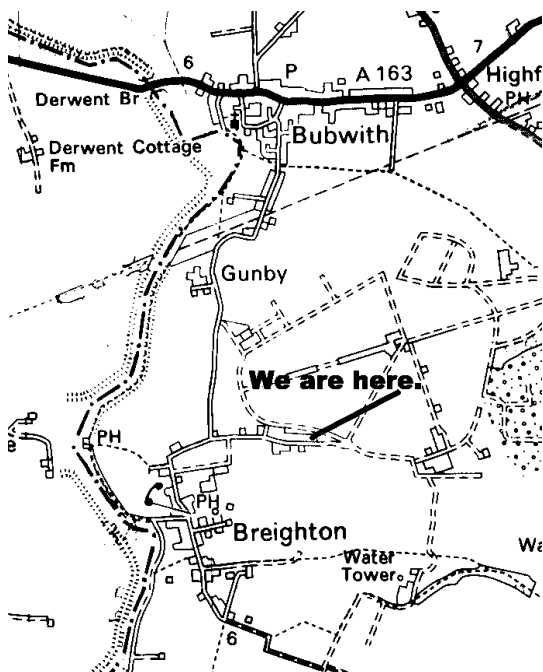 6
P
A 163
7
Highf
PH
Derwent Br
Bubwith
Derwent Cottage
Fm
Gunby
We are here.
PH
PH
Breighton
Water
Tower
Wa
6